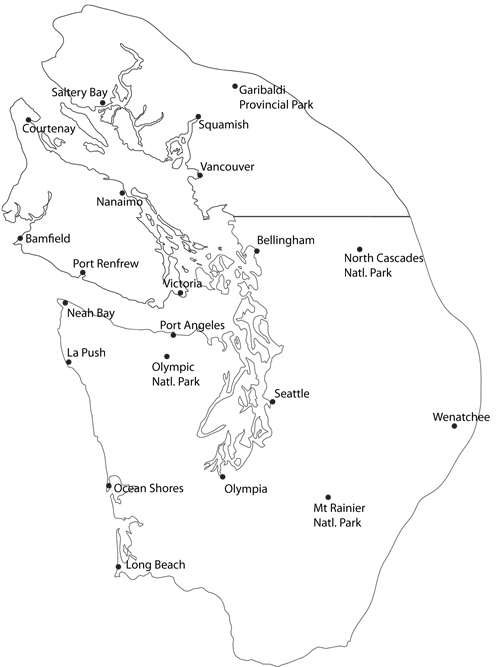 Saltery Bay
Garibaldi
Provincial Park
Courtenay
Squamish
Vancouver
Nanaimo
Bamfield
Bellingham
North Cascades
Natl. Park
Port Renfrew
Victoria
Neah Bay
Port Angeles
La Push
Olympic
Natl. Park
Seattle
Wenatchee
Ocean Shores
Olympia
Mt Rainier
Natl. Park
Long Beach